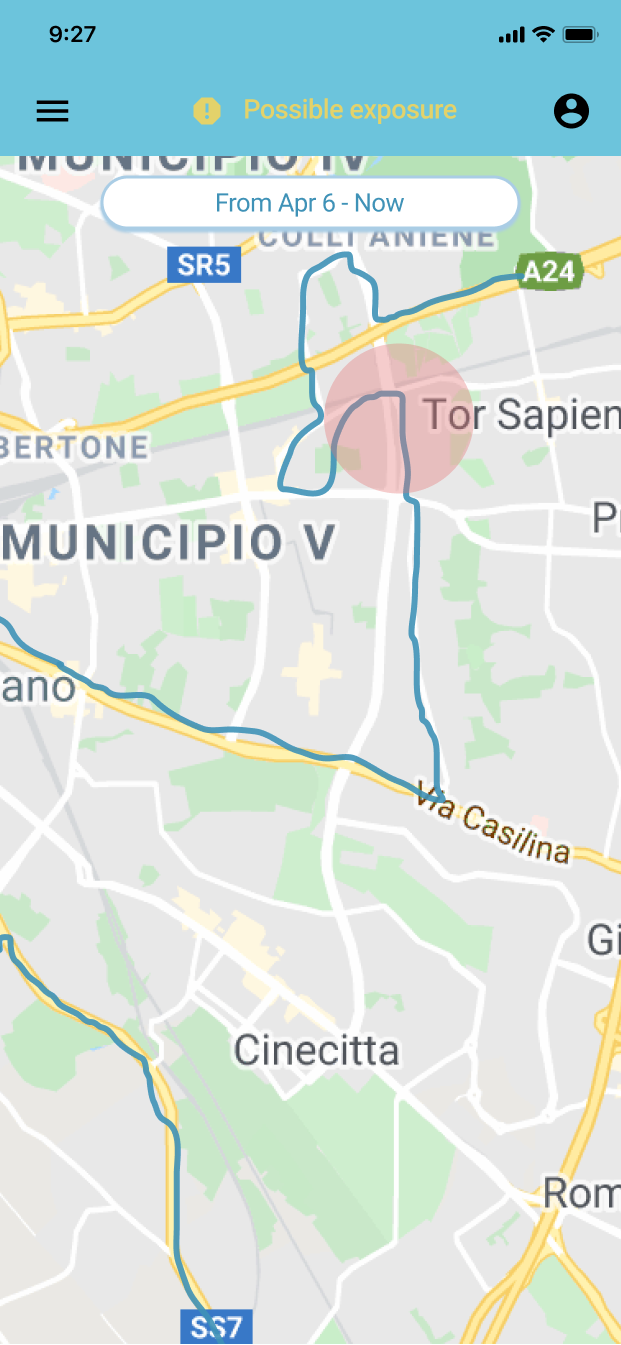 9:27
Possible exposure
MUNICIPIO IV
From Apr 6 - Now
COLLI ANIENE
SR5
A24
Tor Sapien
BERTONE
P
MUNICIPIO V
ano
Via Casilina
Gi
Cinecitta
Rom
SS7